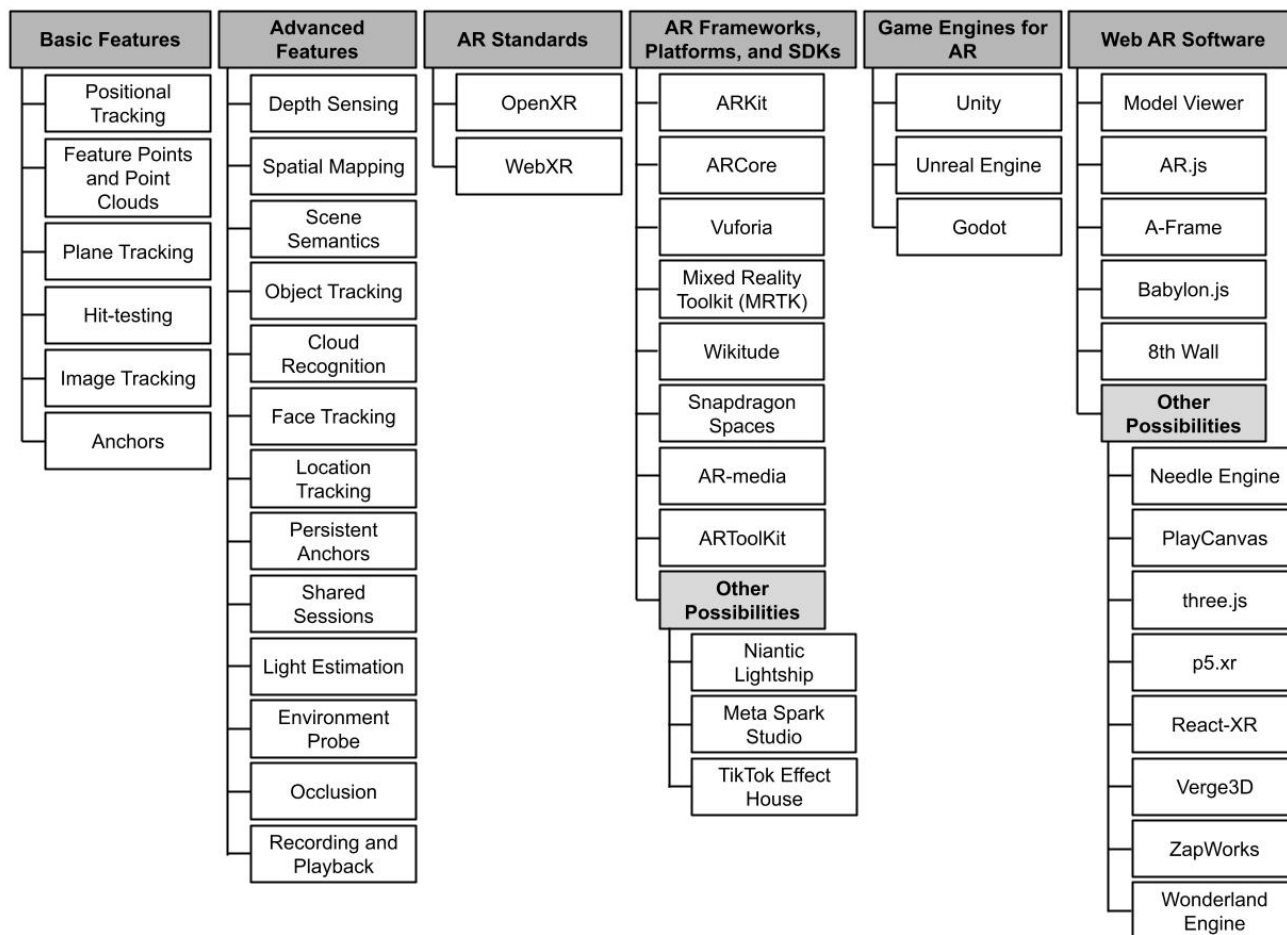 Basic Features
Positional
Tracking
Feature Points
and Point
Clouds
Plane Tracking
Hit-testing
Image Tracking
Anchors
Advanced
Features
Depth Sensing
Spatial Mapping
Scene
Semantics
Object Tracking
Cloud
Recognition
Face Tracking
Location
Tracking
Persistent
Anchors
Shared
Sessions
Light Estimation
Environment
Probe
Occlusion
Recording and
Playback
AR Standards
OpenXR
WebXR
AR Frameworks,
Platforms, and SDKs
ARKit
ARCore
Vuforia
Mixed Reality
Toolkit (MRTK)
Wikitude
Snapdragon
Spaces
AR-media
ARToolKit
Other
Possibilities
Niantic
Lightship
Meta Spark
Studio
TikTok Effect
House
Game Engines for
AR
Unity
Unreal Engine
Godot
Web AR Software
Model Viewer
AR.js
A-Frame
Babylon.js
8th Wall
Other
Possibilities
Needle Engine
PlayCanvas
three.js
p5.xr
React-XR
Verge3D
ZapWorks
Wonderland
Engine